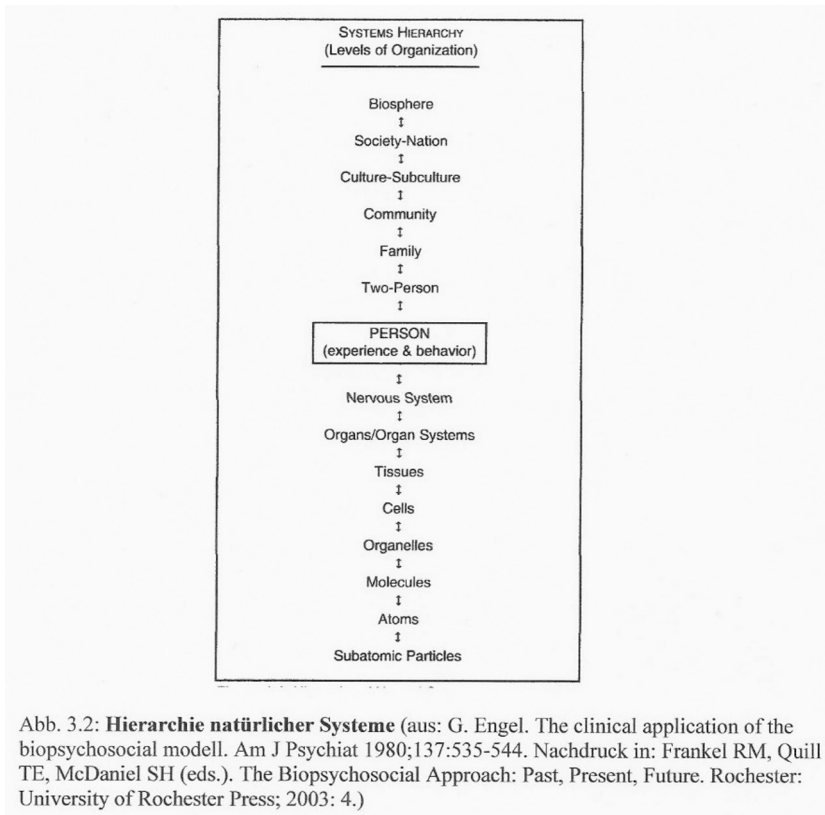 SYSTEMS HIERARCHY
(Levels of Organization)
Biosphere
↕
Society-Nation
↕
Culture-Subculture
↕
Community
↕
Family
↕
Two-Person
↕
PERSON
(experience & behavior)
↕
Nervous System
↕
Organs/Organ Systems
↕
Tissues
↕
Cells
↕
Organelles
↕
Molecules
↕
Atoms
↕
Subatomic Particles
Abb. 3.2: Hierarchie natürlicher Systeme (aus: G. Engel. The clinical application of the
biopsychosocial modell. Am J Psychiat 1980;137:535-544. Nachdruck in: Frankel RM, Quill
TE, McDaniel SH (eds.). The Biopsychosocial Approach: Past, Present, Future. Rochester:
University of Rochester Press; 2003: 4.)